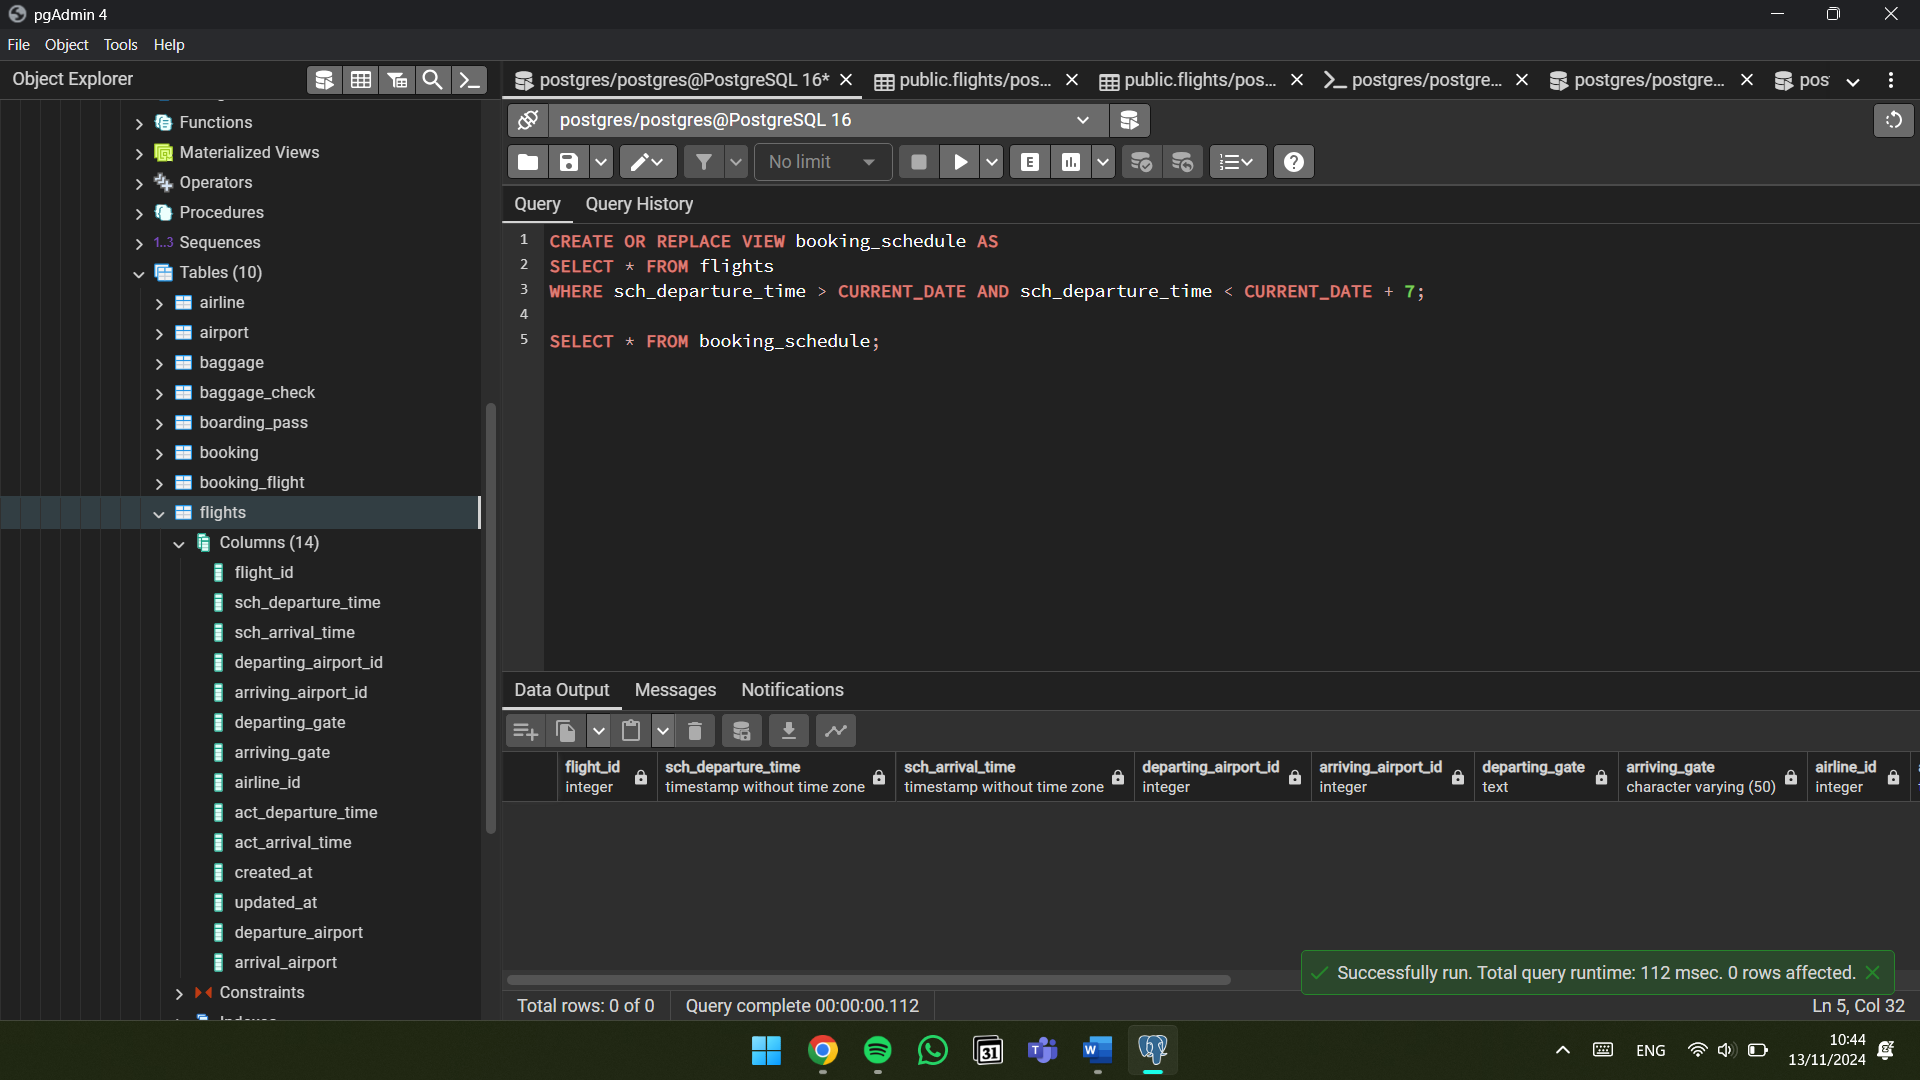 pgAdmin 4
File Object Tools Help
Object Explorer
postgres/postgres@PostgreSQL 16*
public.flights/pos...
public.flights/pos...
postgres/postgre...
postgres/postgre...
pos
Functions
Materialized Views
Operators
Procedures
1..3 Sequences
Tables (10)
airline
airport
baggage
baggage_check
boarding_pass
booking
booking_flight
flights
Columns (14)
flight_id
sch_departure_time
sch_arrival_time
departing_airport_id
arriving_airport_id
departing_gate
arriving_gate
airline_id
act_departure_time
act_arrival_time
created_at
updated_at
departure_airport
arrival_airport
Constraints
postgres/postgres@PostgreSQL 16
No limit
E
Query Query History
1 CREATE OR REPLACE VIEW booking_schedule AS
2 SELECT * FROM flights
3 WHERE sch_departure_time > CURRENT_DATE AND sch_departure_time < CURRENT_DATE + 7;
4
5 SELECT * FROM booking_schedule;
Data Output Messages Notifications
flight_id
integer
sch_departure_time
timestamp without time zone
sch_arrival_time
timestamp without time zone
departing_airport_id
integer
arriving_airport_id
integer
departing_gate
text
arriving_gate
character varying (50)
airline_id
integer
Successfully run. Total query runtime: 112 msec. 0 rows affected.
Total rows: 0 of 0
Query complete 00:00:00.112
Ln 5, Col 32
31
T
W
ENG
10:44
13/11/2024